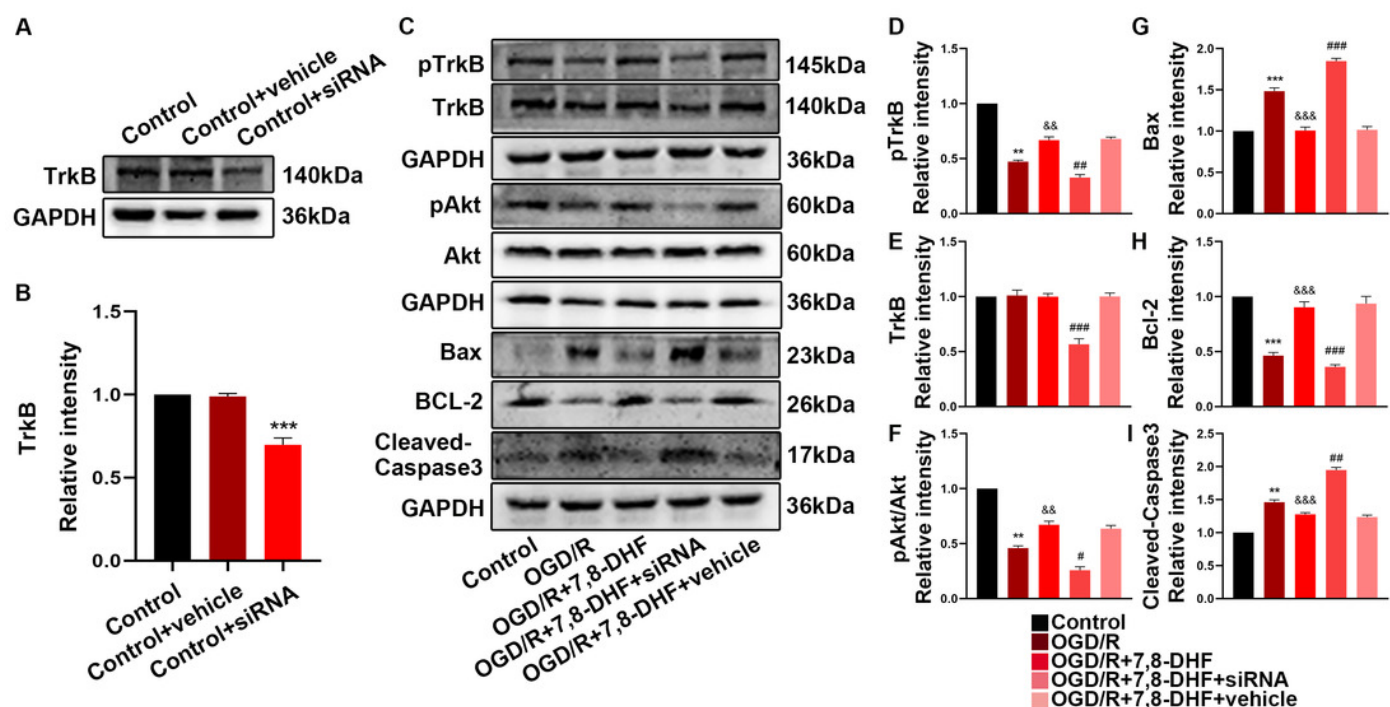 A
Control
Control+vehicle
Control+siRNA
TrkB 140kDa
GAPDH 36kDa
B
TrkB
Relative intensity
1.5
1.0
0.5
0.0
***
Control
Control+vehicle
Control+siRNA
C
pTrkB 145kDa
TrkB 140kDa
GAPDH 36kDa
pAkt 60kDa
Akt 60kDa
GAPDH 36kDa
Bax 23kDa
BCL-2 26kDa
Cleaved-
Caspase3 17kDa
GAPDH 36kDa
Control
OGD/R
OGD/R+7,8-DHF
OGD/R+7,8-DHF+siRNA
OGD/R+7,8-DHF+vehicle
D
pTrkB
Relative intensity
1.5
1.0
0.5
0.0
**
&&
##
E
TrkB
Relative intensity
1.5
1.0
0.5
0.0
###
F
pAkt/Akt
Relative intensity
1.5
1.0
0.5
0.0
**
&&
#
G
Bax
Relative intensity
2.0
1.5
1.0
0.5
0.0
***
&&&
###
H
Bcl-2
Relative intensity
1.5
1.0
0.5
0.0
***
&&&
###
I
Cleaved-Caspase3
Relative intensity
2.5
2.0
1.5
1.0
0.5
0.0
**
&&&
##
Control
OGD/R
OGD/R+7,8-DHF
OGD/R+7,8-DHF+siRNA
OGD/R+7,8-DHF+vehicle